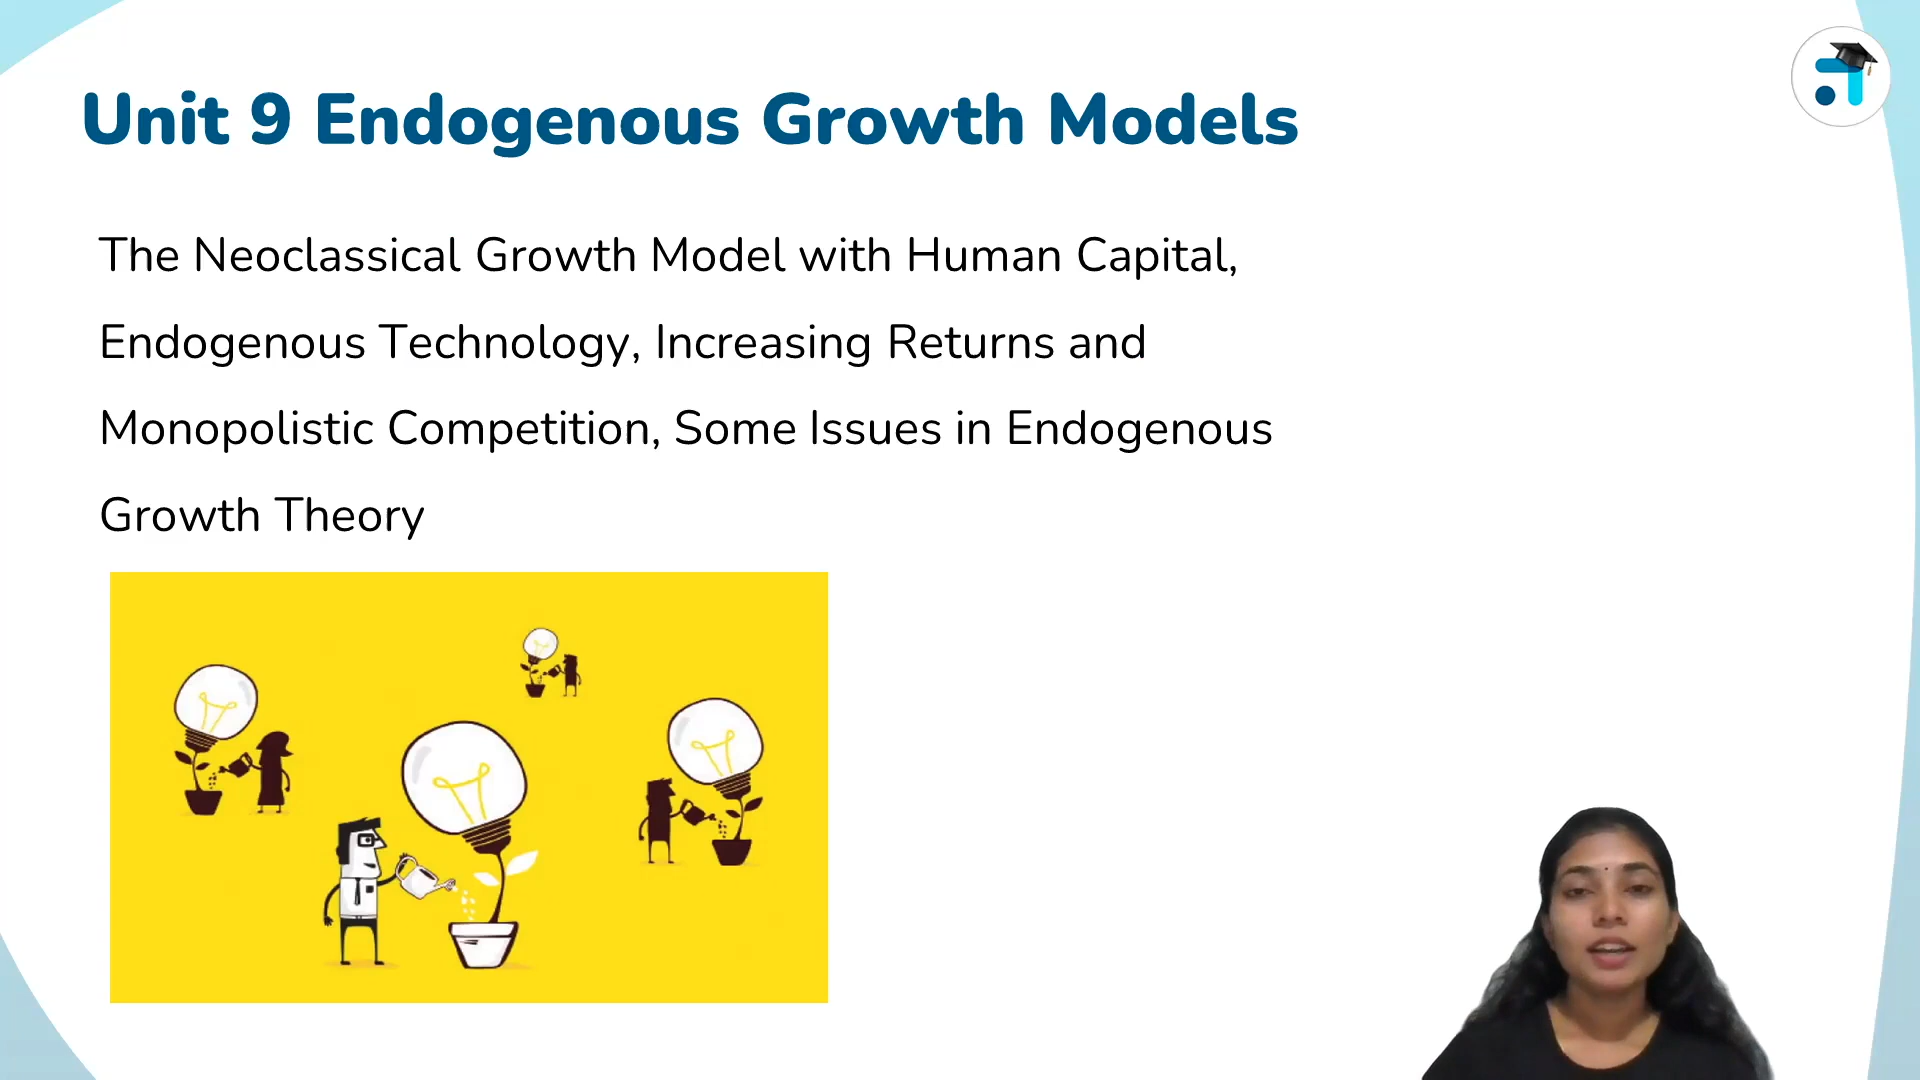 Unit 9 Endogenous Growth Models
The Neoclassical Growth Model with Human Capital,
Endogenous Technology, Increasing Returns and
Monopolistic Competition, Some Issues in Endogenous
Growth Theory